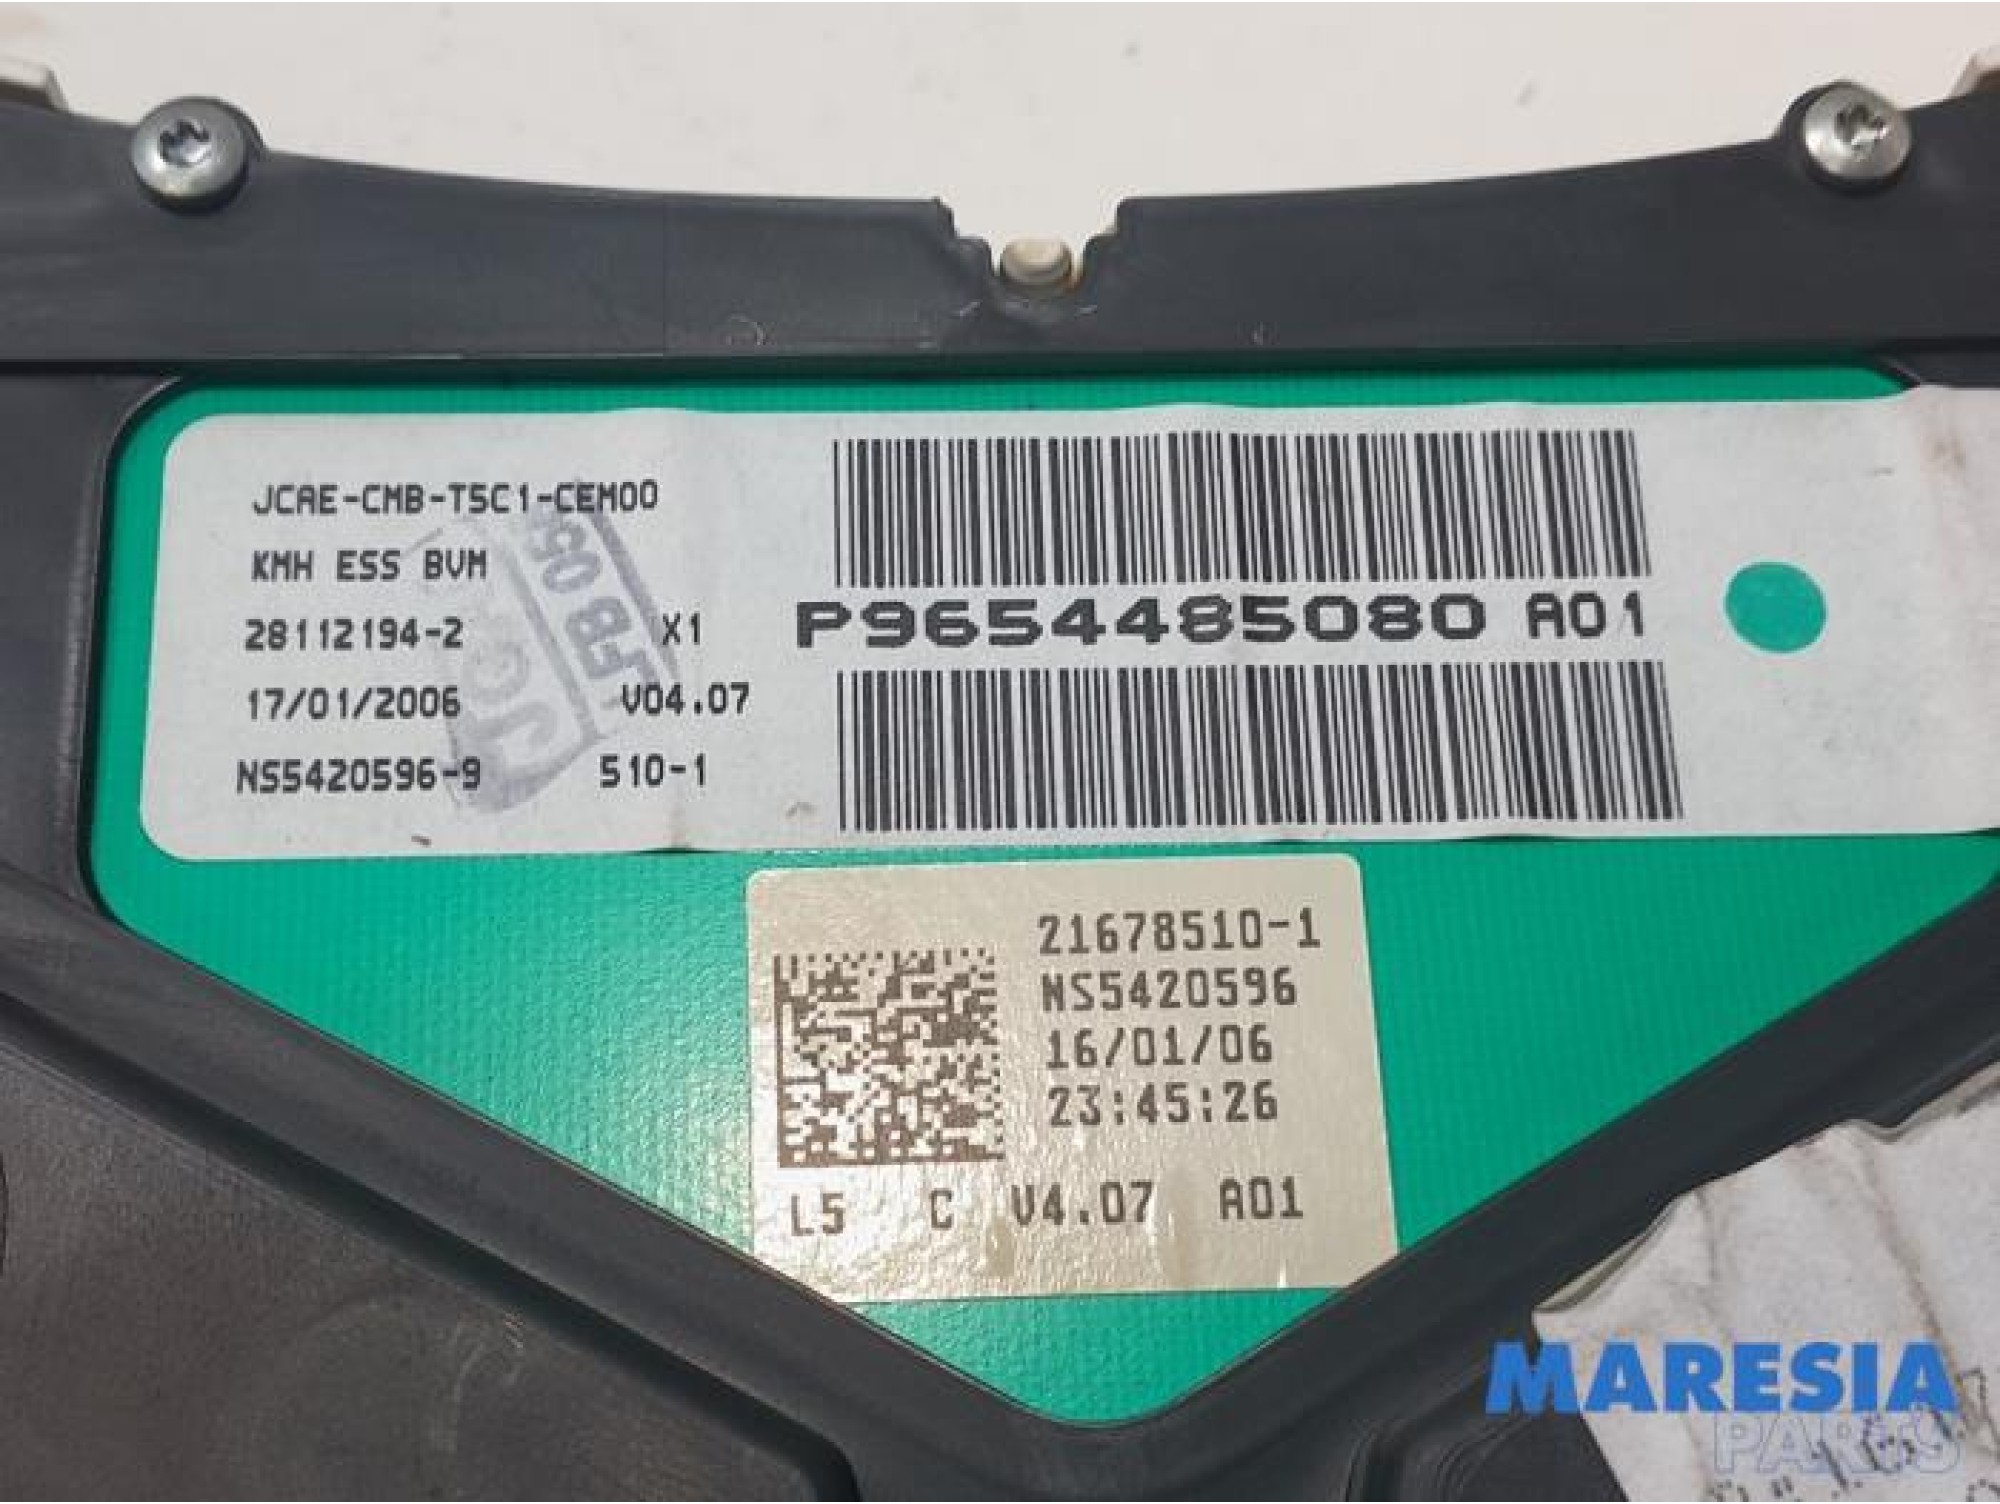 JCAE-CMB-T5C1-CEM00
KMH ESS BVM
28112194-2 X1
17/01/2006 V04.07
NS5420596-9 510-1
P9654485080 A01
21678510-1
NS5420596
16/01/06
23:45:26
L5 C V4.07 A01
MARESIA
PARTS